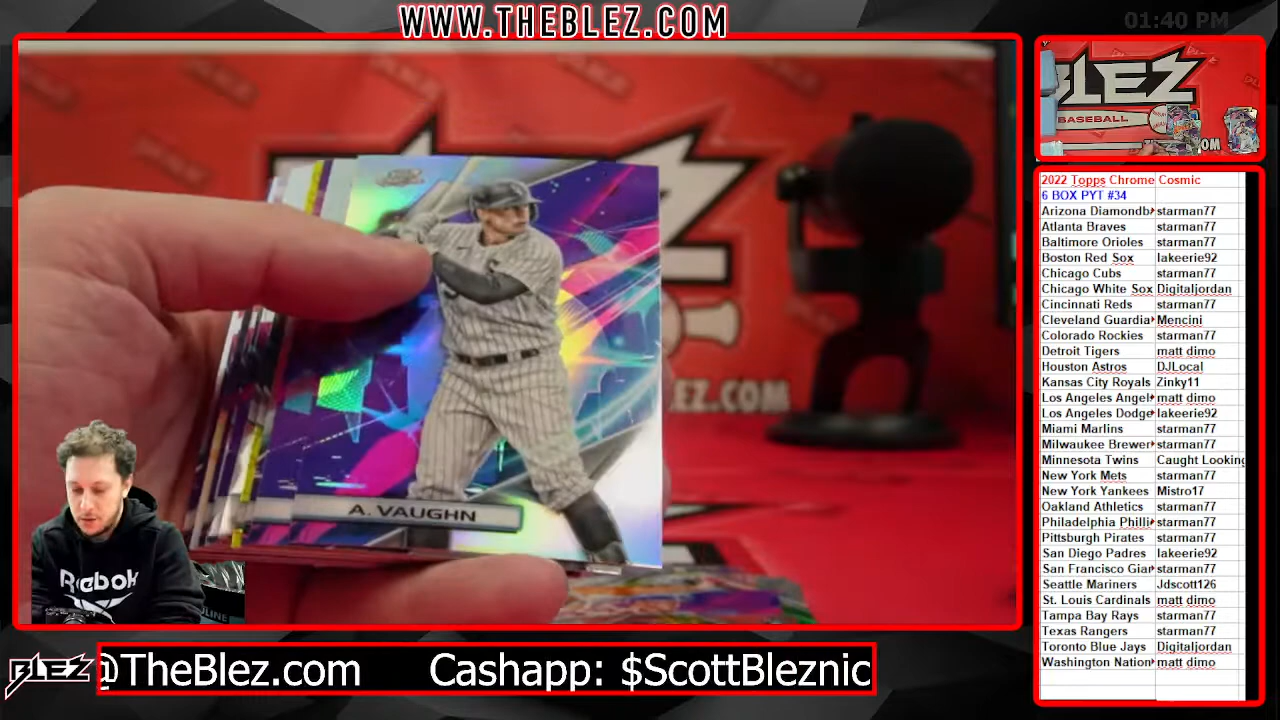 WWW.THEBLEZ.COM
01:40 PM
BLEZ
BASEBALL
OM
2022 Topps Chrome Cosmic
6 BOX PYT #34
Arizona Diamondb starman77
Atlanta Braves starman77
Baltimore Orioles starman77
Boston Red Sox lakeerie92
Chicago Cubs starman77
Chicago White Sox Digitaljordan
Cincinnati Reds starman77
Cleveland Guardia Mencini
Colorado Rockies starman77
Detroit Tigers matt dimo
Houston Astros DJLocal
Kansas City Royals Zinky11
Los Angeles Angel matt dimo
Los Angeles Dodge lakeerie92
Miami Marlins starman77
Milwaukee Brewer starman77
Minnesota Twins Caught Looking
New York Mets starman77
New York Yankees Mistro17
Oakland Athletics starman77
Philadelphia Philli starman77
Pittsburgh Pirates starman77
San Diego Padres lakeerie92
San Francisco Giar starman77
Seattle Mariners Jdscott126
St. Louis Cardinals matt dimo
Tampa Bay Rays starman77
Texas Rangers starman77
Toronto Blue Jays Digitaljordan
Washington Nation matt dimo
EZ.COM
A. VAUGHN
Reebok
BLEZ
@TheBlez.com Cashapp: $ScottBleznic